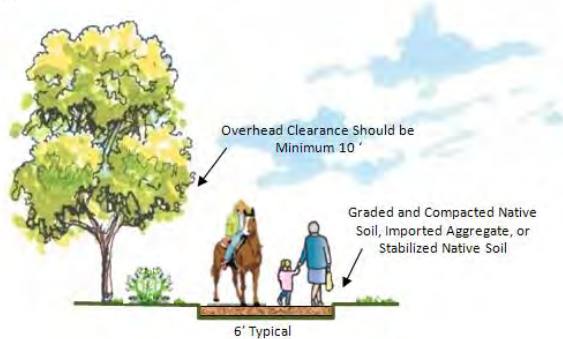 Overhead Clearance Should be
Minimum 10 '
Graded and Compacted Native
Soil, Imported Aggregate, or
Stabilized Native Soil
6' Typical